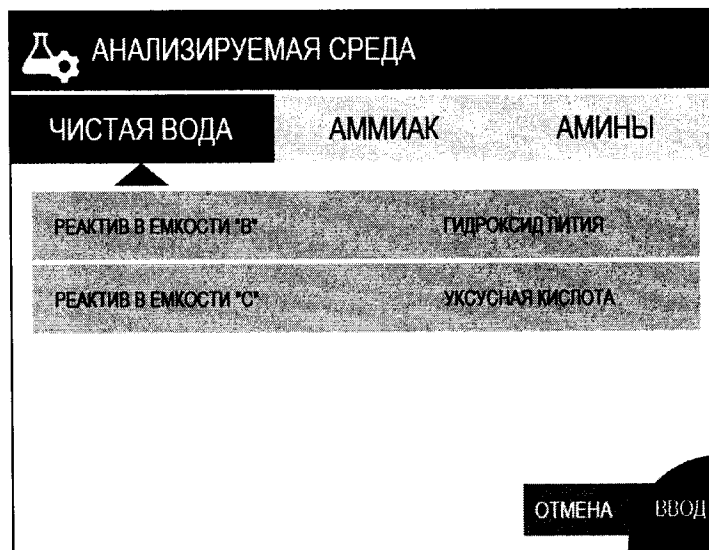 АНАЛИЗИРУЕМАЯ СРЕДА
ЧИСТАЯ ВОДА АММИАК АМИНЫ
РЕАКТИВ В ЕМКОСТИ "В" ГИДРОКСИД ЛИТИЯ
РЕАКТИВ В ЕМКОСТИ "С" УКСУСНАЯ КИСЛОТА
ОТМЕНА ВВОД